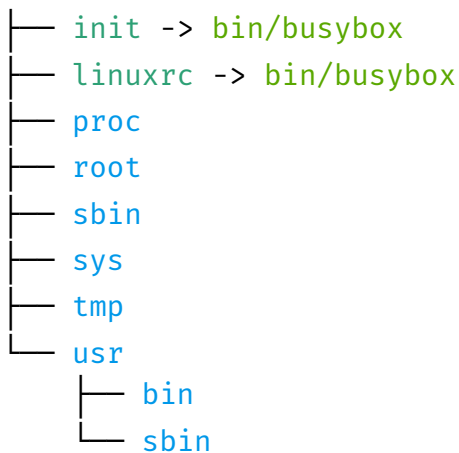 ├── init -> bin/busybox
├── linuxrc -> bin/busybox
├── proc
├── root
├── sbin
├── sys
├── tmp
└── usr
    ├── bin
    └── sbin